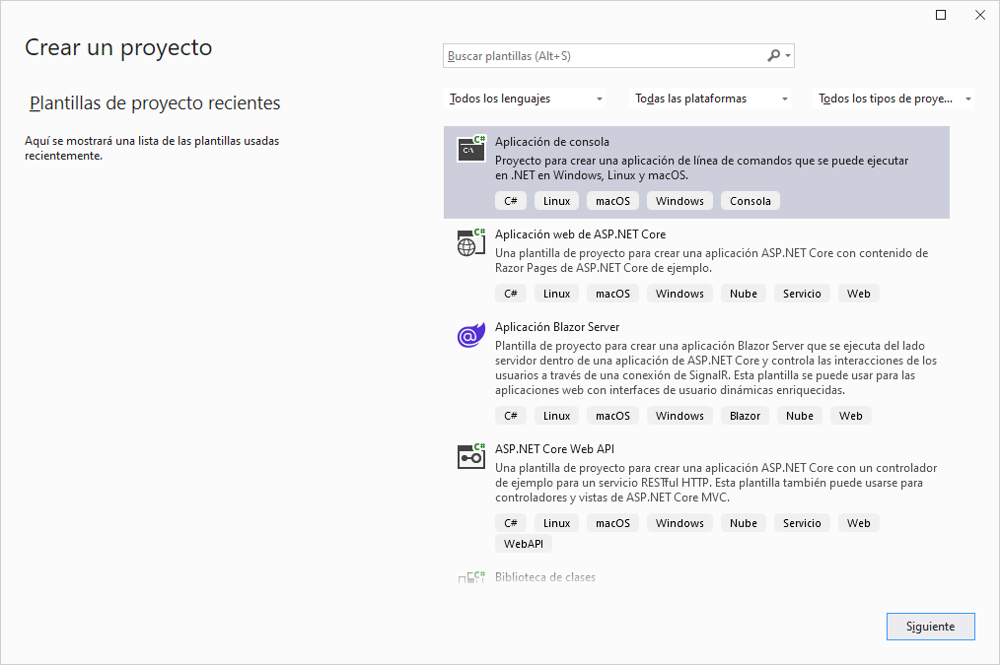 Crear un proyecto
Buscar plantillas (Alt+S)
Plantillas de proyecto recientes
Aquí se mostrará una lista de las plantillas usadas
recientemente.
Todos los lenguajes
Todas las plataformas
Todos los tipos de proye...
Aplicación de consola
Proyecto para crear una aplicación de línea de comandos que se puede ejecutar
en .NET en Windows, Linux y macOS.
C# Linux macOS Windows Consola
Aplicación web de ASP.NET Core
Una plantilla de proyecto para crear una aplicación ASP.NET Core con contenido de
Razor Pages de ASP.NET Core de ejemplo.
C# Linux macOS Windows Nube Servicio Web
Aplicación Blazor Server
Plantilla de proyecto para crear una aplicación Blazor Server que se ejecuta del lado
servidor dentro de una aplicación de ASP.NET Core y controla las interacciones de los
usuarios a través de una conexión de SignalR. Esta plantilla se puede usar para las
aplicaciones web con interfaces de usuario dinámicas enriquecidas.
C# Linux macOS Windows Blazor Nube Web
ASP.NET Core Web API
Una plantilla de proyecto para crear una aplicación ASP.NET Core con un controlador
de ejemplo para un servicio RESTful HTTP. Esta plantilla también puede usarse para
controladores y vistas de ASP.NET Core MVC.
C# Linux macOS Windows Nube Servicio Web
WebAPI
Biblioteca de clases
Siguiente